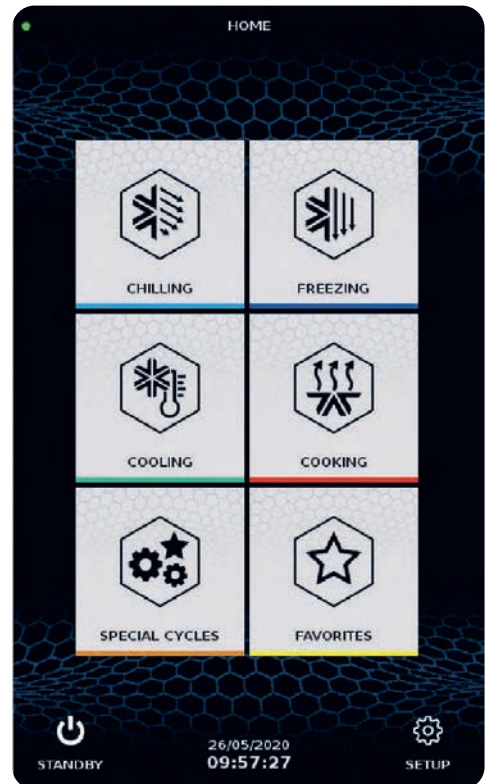 HOME
CHILLING
FREEZING
COOLING
COOKING
SPECIAL CYCLES
FAVORITES
STANDBY
26/05/2020
09:57:27
SETUP